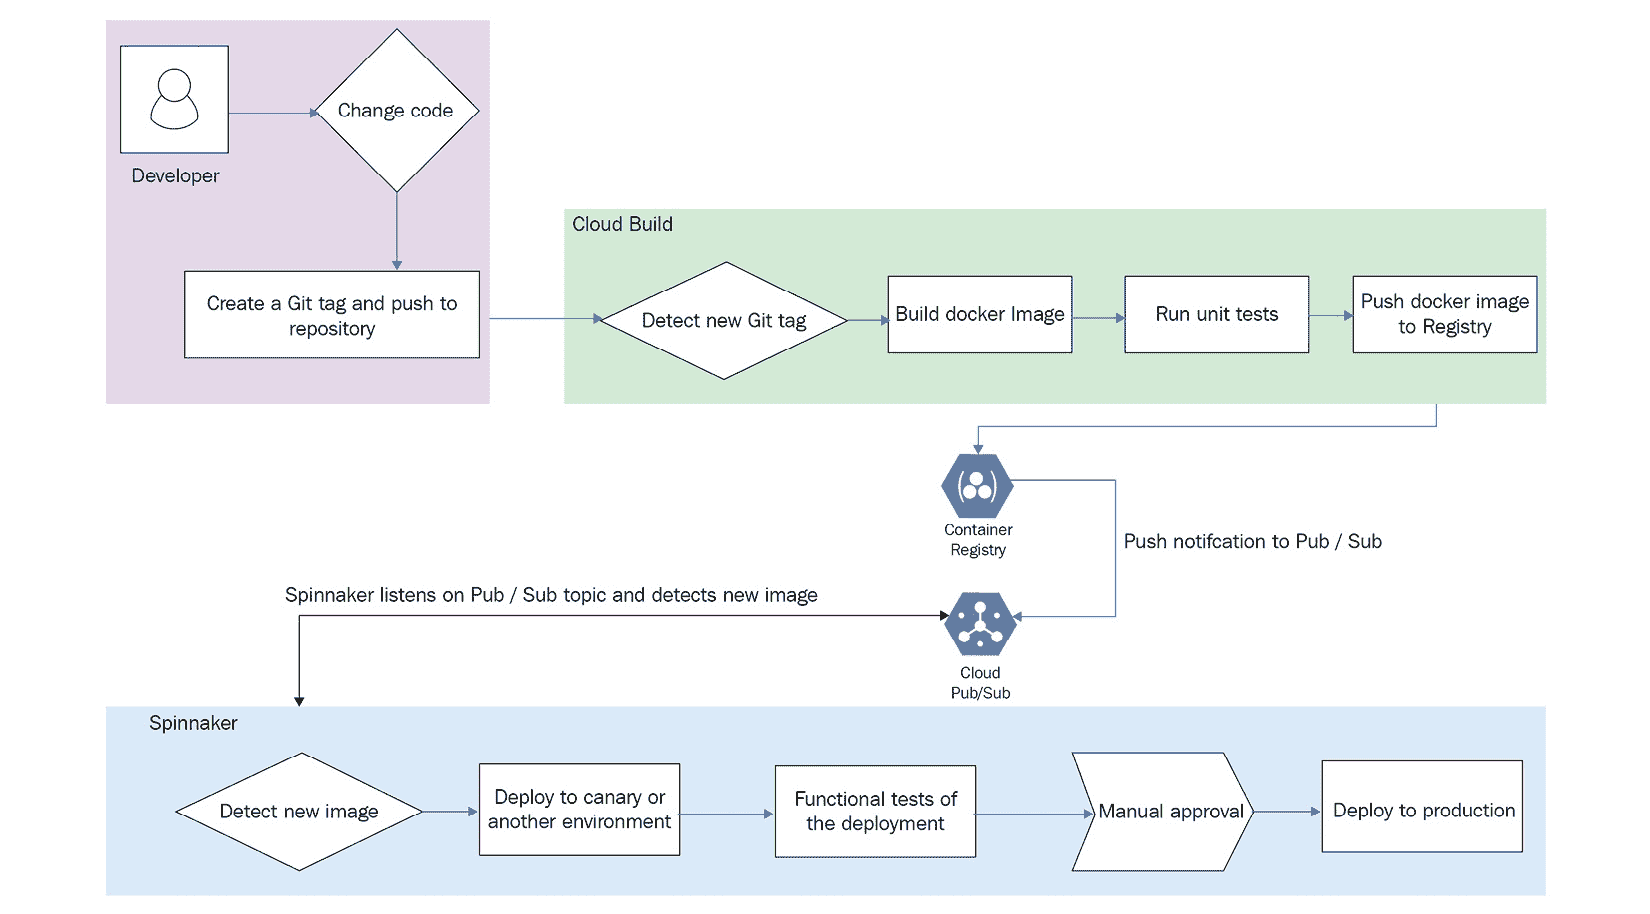 Change code
Developer
Create a Git tag and push to
repository
Cloud Build
Detect new Git tag
Build docker Image
Run unit tests
Push docker image
to Registry
Container
Registry
Push notifcation to Pub / Sub
Spinnaker listens on Pub / Sub topic and detects new image
Cloud
Pub/Sub
Spinnaker
Detect new image
Deploy to canary or
another environment
Functional tests of
the deployment
Manual approval
Deploy to production